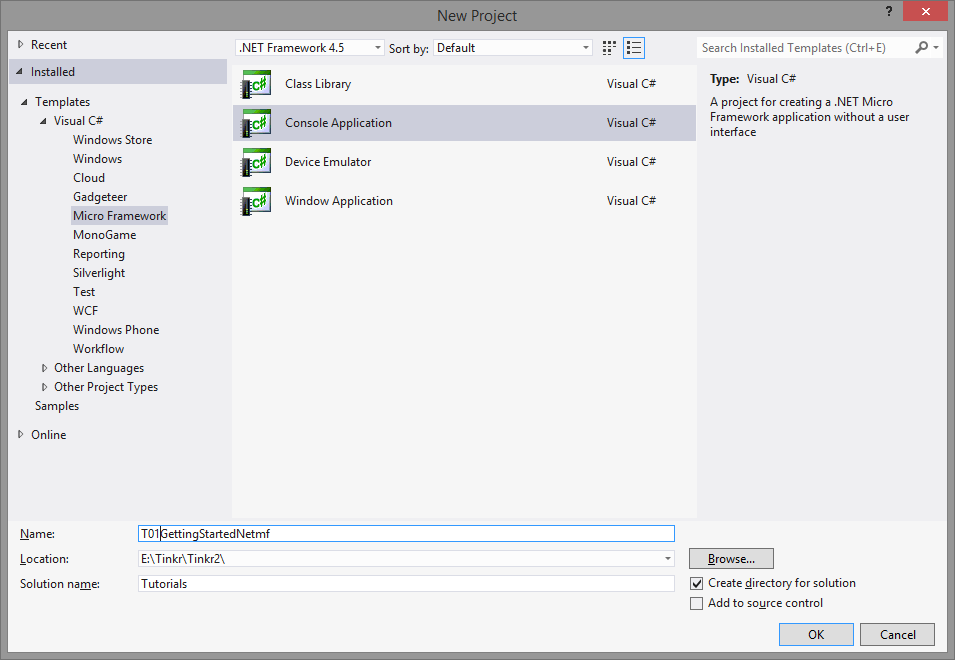 New Project
?
Recent
Installed
Templates
Visual C#
Windows Store
Windows
Cloud
Gadgeteer
Micro Framework
MonoGame
Reporting
Silverlight
Test
WCF
Windows Phone
Workflow
Other Languages
Other Project Types
Samples
Online
.NET Framework 4.5
Sort by: Default
Class Library Visual C#
Console Application Visual C#
Device Emulator Visual C#
Window Application Visual C#
Search Installed Templates (Ctrl+E)
Type: Visual C#
A project for creating a .NET Micro
Framework application without a user
interface
Name: T01GettingStartedNetmf
Location: E:\Tinkr\Tinkr2\
Browse...
Solution name: Tutorials
Create directory for solution
Add to source control
OK
Cancel